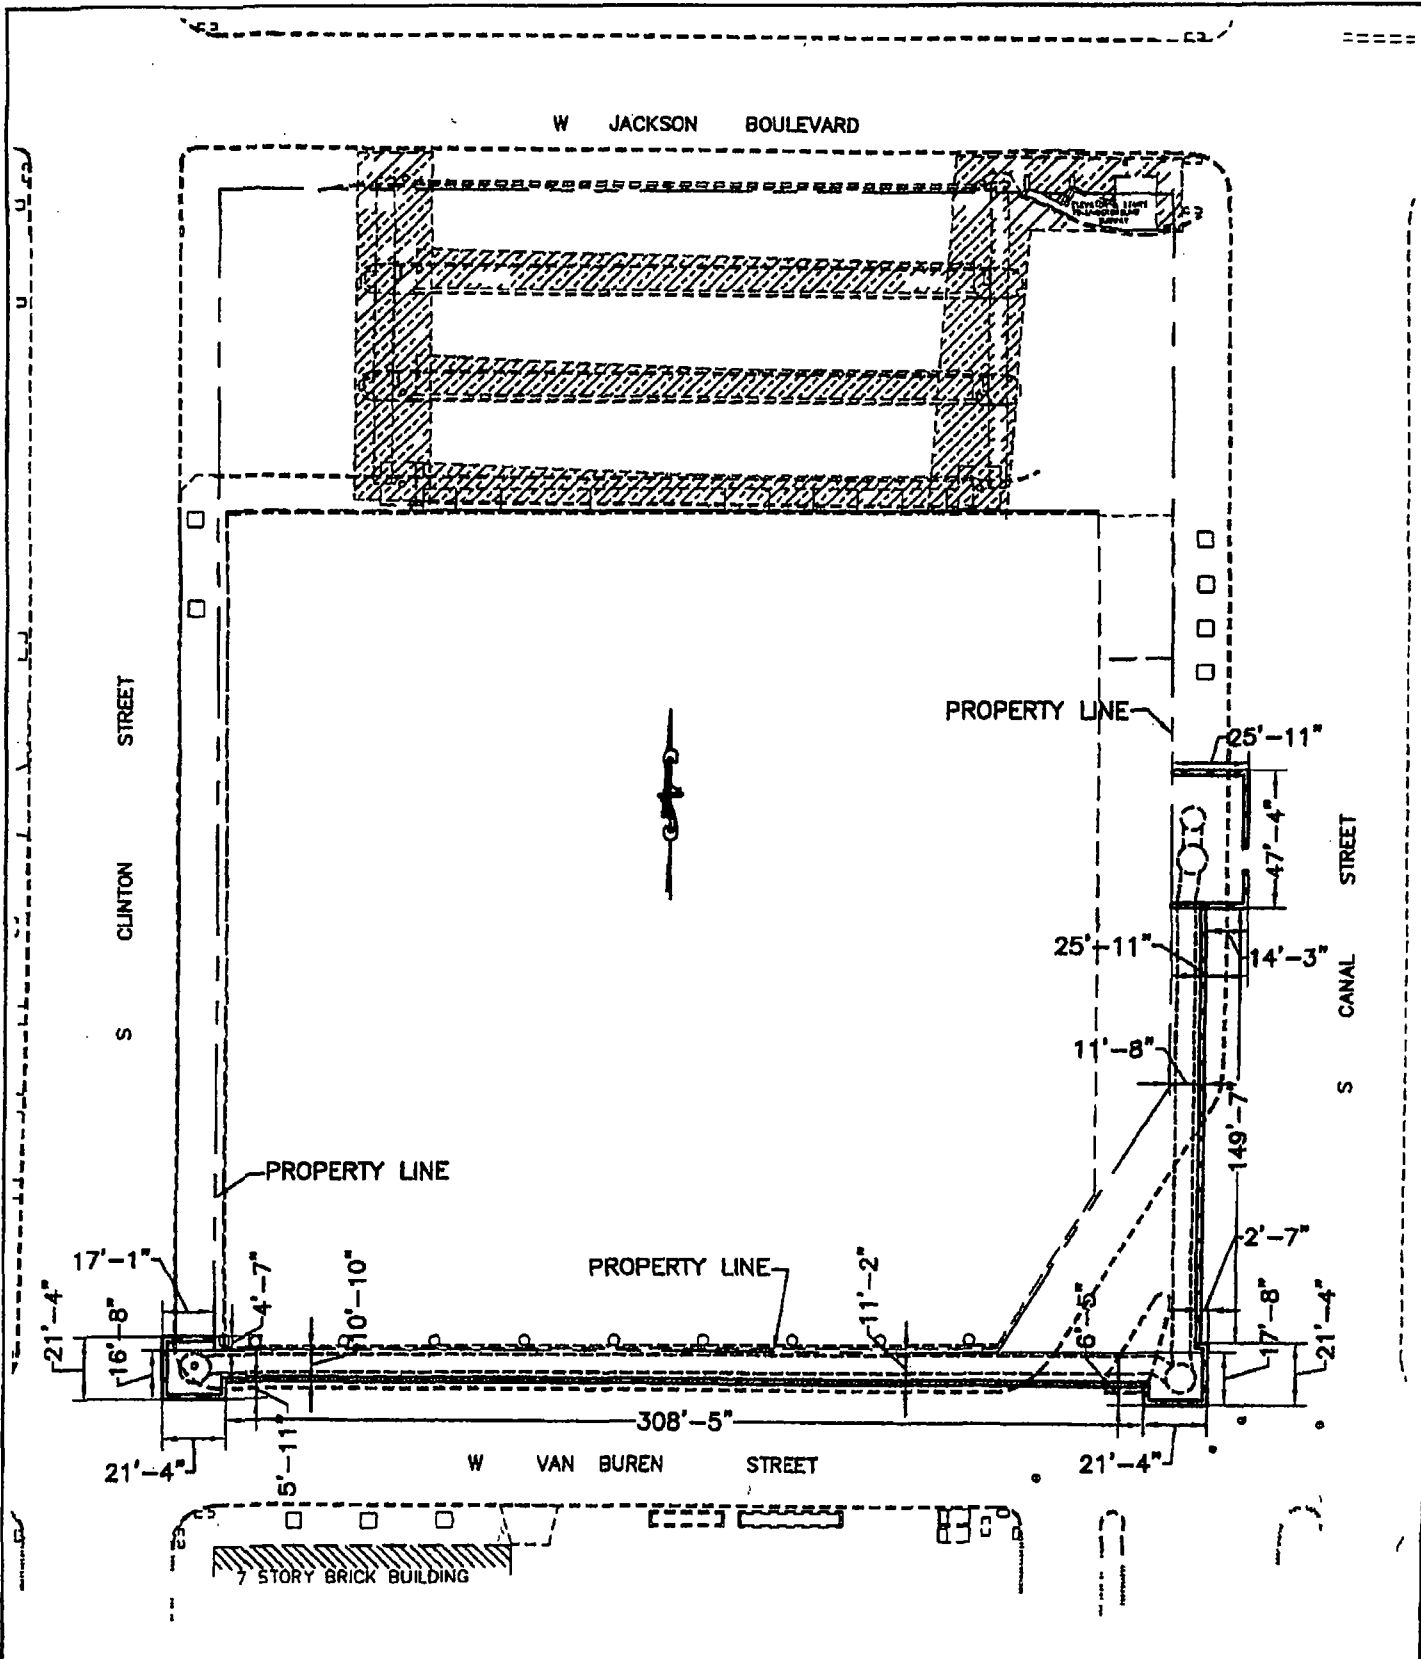 W JACKSON BOULEVARD
S CLINTON STREET
PROPERTY LINE
25'-11"
47'-4"
S CANAL STREET
25'-11"
14'-3"
11'-8"
149'-7"
PROPERTY LINE
2'-7"
17'-1"
4'-7"
10'-10"
PROPERTY LINE
11'-2"
21'-4"
16'-8"
17'-8"
21'-4"
308'-5"
5'-11"
21'-4"
W VAN BUREN STREET
21'-4"
7 STORY BRICK BUILDING